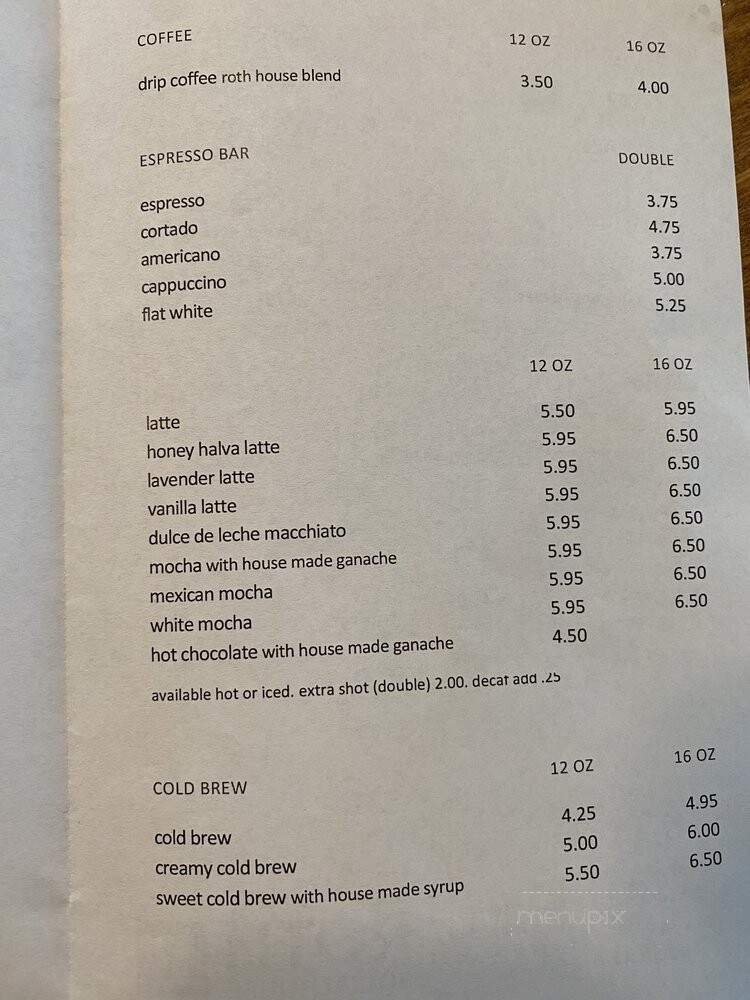 COFFEE 12 OZ 16 OZ
drip coffee roth house blend 3.50 4.00
ESPRESSO BAR DOUBLE
espresso 3.75
cortado 4.75
americano 3.75
cappuccino 5.00
flat white 5.25
12 OZ 16 OZ
latte 5.50 5.95
honey halva latte 5.95 6.50
lavender latte 5.95 6.50
vanilla latte 5.95 6.50
dulce de leche macchiato 5.95 6.50
mocha with house made ganache 5.95 6.50
mexican mocha 5.95 6.50
white mocha 5.95 6.50
hot chocolate with house made ganache 4.50
available hot or iced. extra shot (double) 2.00. decaf add .25
COLD BREW 12 OZ 16 OZ
cold brew 4.25 4.95
creamy cold brew 5.00 6.00
sweet cold brew with house made syrup 5.50 6.50
menupix